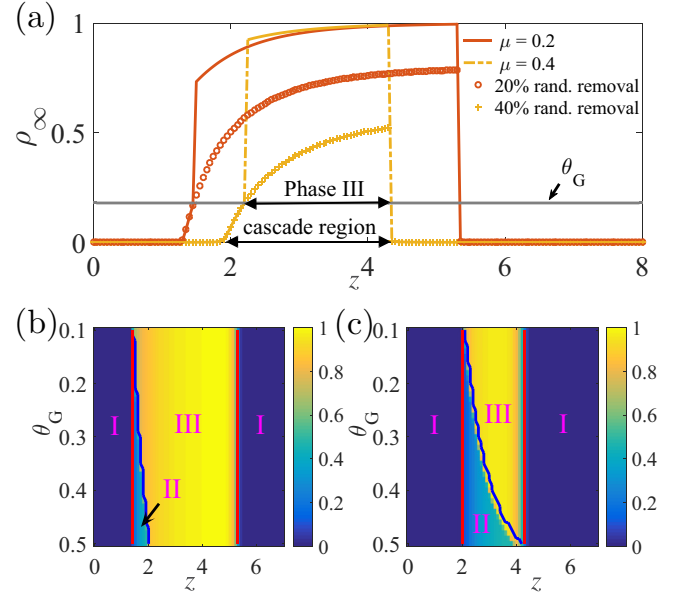 (a)
1
0.5
0
ρ∞
μ = 0.2
μ = 0.4
20% rand. removal
40% rand. removal
θG
Phase III
cascade region
0 2 4 6 8
z
(b)
0.1
0.2
0.3
0.4
0.5
θG
I III I
II
0 2 4 6
z
1
0.8
0.6
0.4
0.2
0
(c)
0.1
0.2
0.3
0.4
0.5
θG
I III I
II
0 2 4 6
z
1
0.8
0.6
0.4
0.2
0